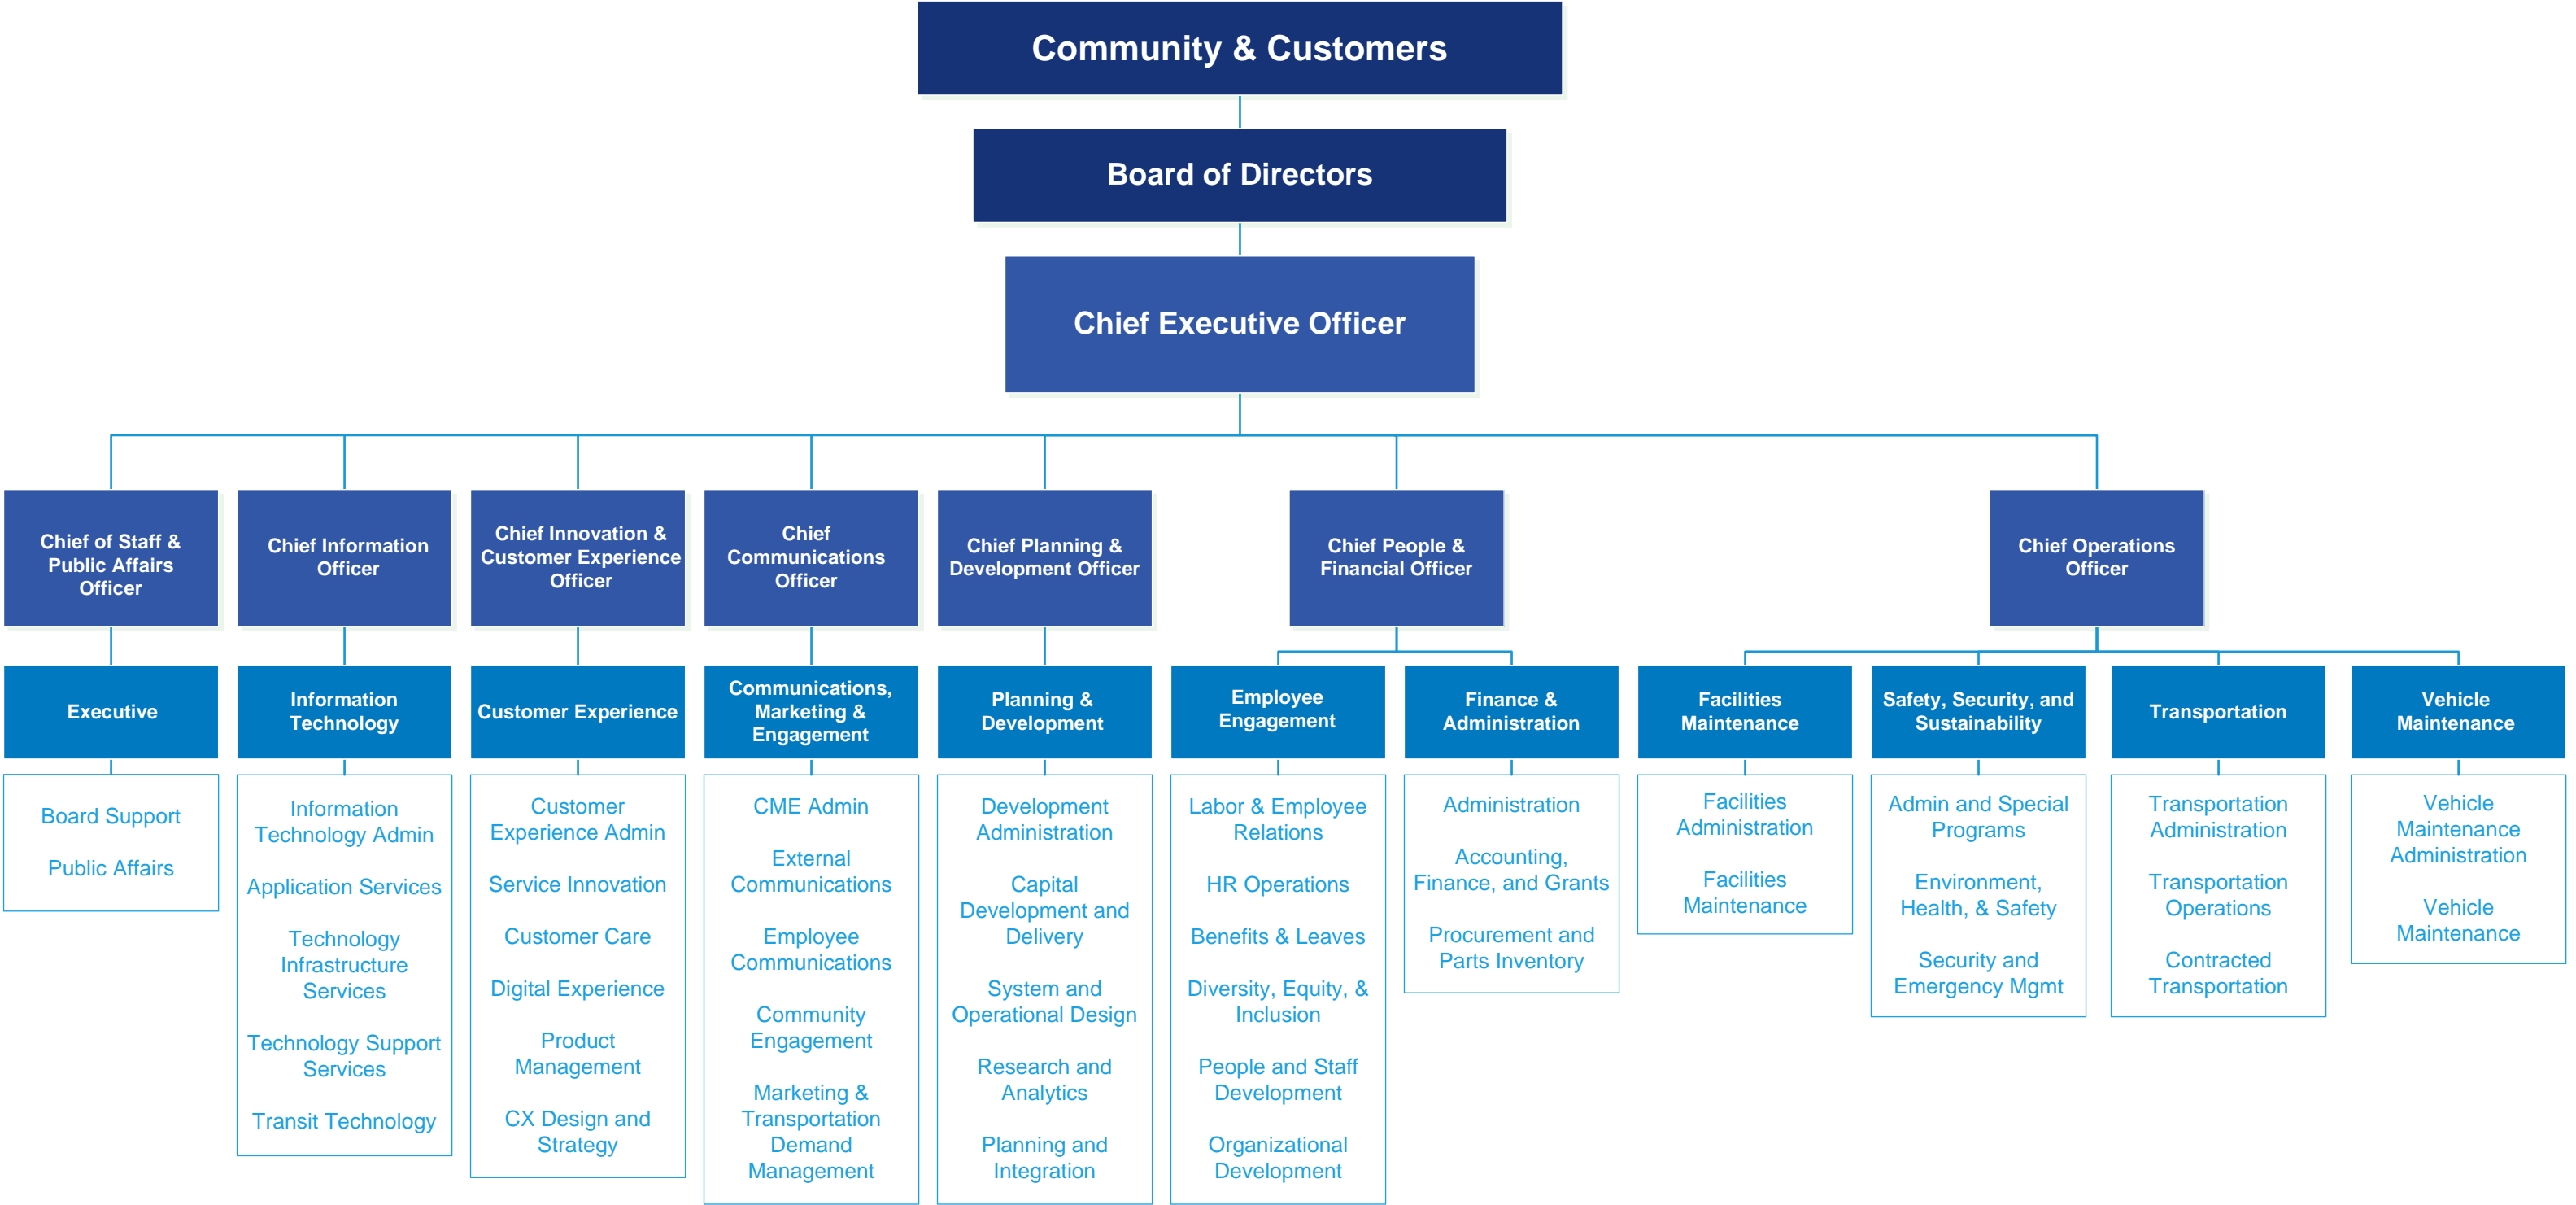 Community & Customers
Board of Directors
Chief Executive Officer
Chief of Staff &
Public Affairs
Officer
Chief Information
Officer
Chief Innovation &
Customer Experience
Officer
Chief
Communications
Officer
Chief Planning &
Development Officer
Chief People &
Financial Officer
Chief Operations
Officer
Executive
Information
Technology
Customer Experience
Communications,
Marketing &
Engagement
Planning &
Development
Employee
Engagement
Finance &
Administration
Facilities
Maintenance
Safety, Security, and
Sustainability
Transportation
Vehicle
Maintenance
Board Support
Public Affairs
Information
Technology Admin
Application Services
Technology
Infrastructure
Services
Technology Support
Services
Transit Technology
Customer
Experience Admin
Service Innovation
Customer Care
Digital Experience
Product
Management
CX Design and
Strategy
CME Admin
External
Communications
Employee
Communications
Community
Engagement
Marketing &
Transportation
Demand
Management
Development
Administration
Capital
Development and
Delivery
System and
Operational Design
Research and
Analytics
Planning and
Integration
Labor & Employee
Relations
HR Operations
Benefits & Leaves
Diversity, Equity, &
Inclusion
People and Staff
Development
Organizational
Development
Administration
Accounting,
Finance, and Grants
Procurement and
Parts Inventory
Facilities
Administration
Facilities
Maintenance
Admin and Special
Programs
Environment,
Health, & Safety
Security and
Emergency Mgmt
Transportation
Administration
Transportation
Operations
Contracted
Transportation
Vehicle
Maintenance
Administration
Vehicle
Maintenance